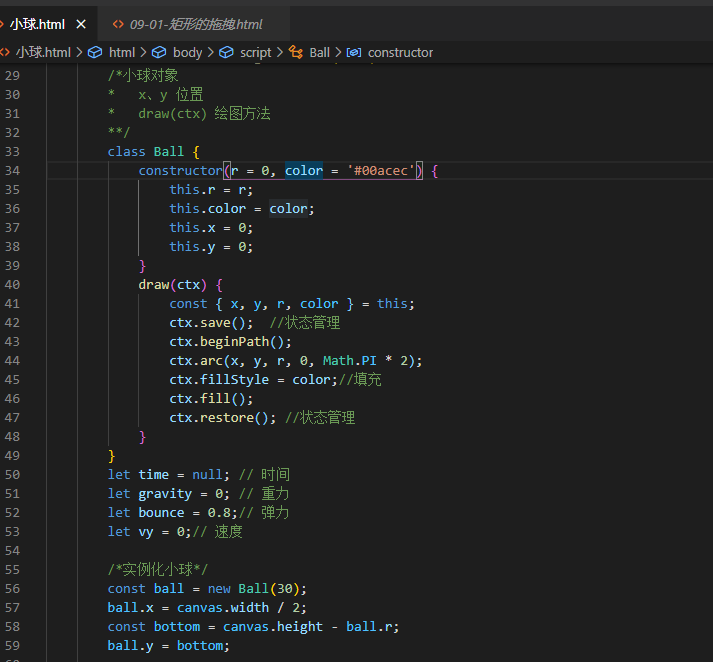 小球.html × <> 09-01-矩形的拖拽.html
<> 小球.html > html > body > script > Ball > constructor
29 /*小球对象
30 *   x、y 位置
31 *   draw(ctx) 绘图方法
32 **/
33 class Ball {
34 constructor(r = 0, color = '#00acec') {
35 this.r = r;
36 this.color = color;
37 this.x = 0;
38 this.y = 0;
39 }
40 draw(ctx) {
41 const { x, y, r, color } = this;
42 ctx.save();  //状态管理
43 ctx.beginPath();
44 ctx.arc(x, y, r, 0, Math.PI * 2);
45 ctx.fillStyle = color;//填充
46 ctx.fill();
47 ctx.restore(); //状态管理
48 }
49 }
50 let time = null; // 时间
51 let gravity = 0; // 重力
52 let bounce = 0.8;// 弹力
53 let vy = 0;// 速度
54
55 /*实例化小球*/
56 const ball = new Ball(30);
57 ball.x = canvas.width / 2;
58 const bottom = canvas.height - ball.r;
59 ball.y = bottom;